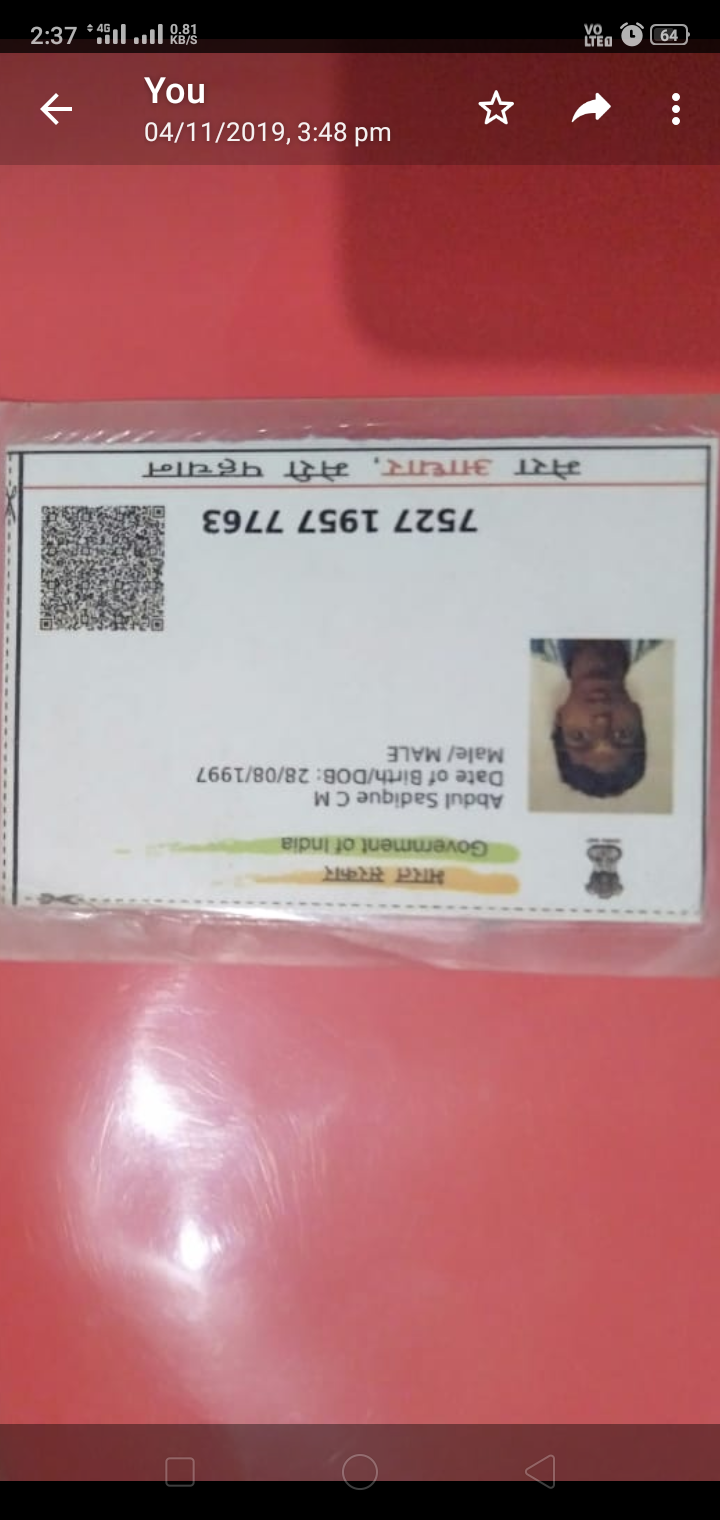 2:37 4G 0.81 KB/S VO LTE1 64
You
04/11/2019, 3:48 pm
भारत सरकार
Government of India
Abdul Sadique C M
Date of Birth/DOB: 28/08/1997
Male/ MALE
7527 1957 7763
मेरा आधार, मेरी पहचान